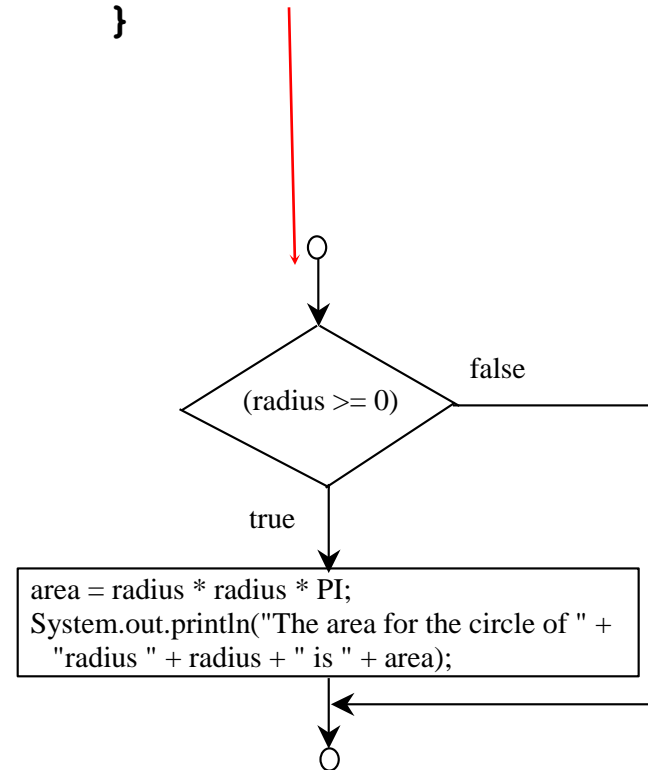 }
false
(radius >= 0)
true
area = radius * radius * PI;
System.out.println("The area for the circle of " +
"radius " + radius + " is " + area);